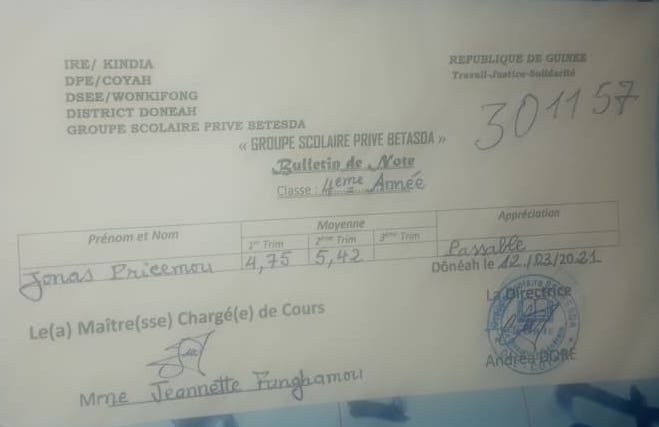 IRE/ KINDIA
DPE/COYAH
DSEE/WONKIFONG
DISTRICT DONEAH
GROUPE SCOLAIRE PRIVE BETESDA
REPUBLIQUE DE GUINEE
Travail-Justice-Solidarité
301157
« GROUPE SCOLAIRE PRIVE BETASDA »
Bulletin de Note
Classe : 4ème Année
Prénom et Nom Moyenne Appréciation
1er Trim 2ème Trim 3ème Trim
Jonas Pricemou 4,75 5,42 Passable
Dônéah le 12./03/2021
Le(a) Maître(sse) Chargé(e) de Cours
La Directrice
Mme Jeannette Funghamou
Andréa DORE